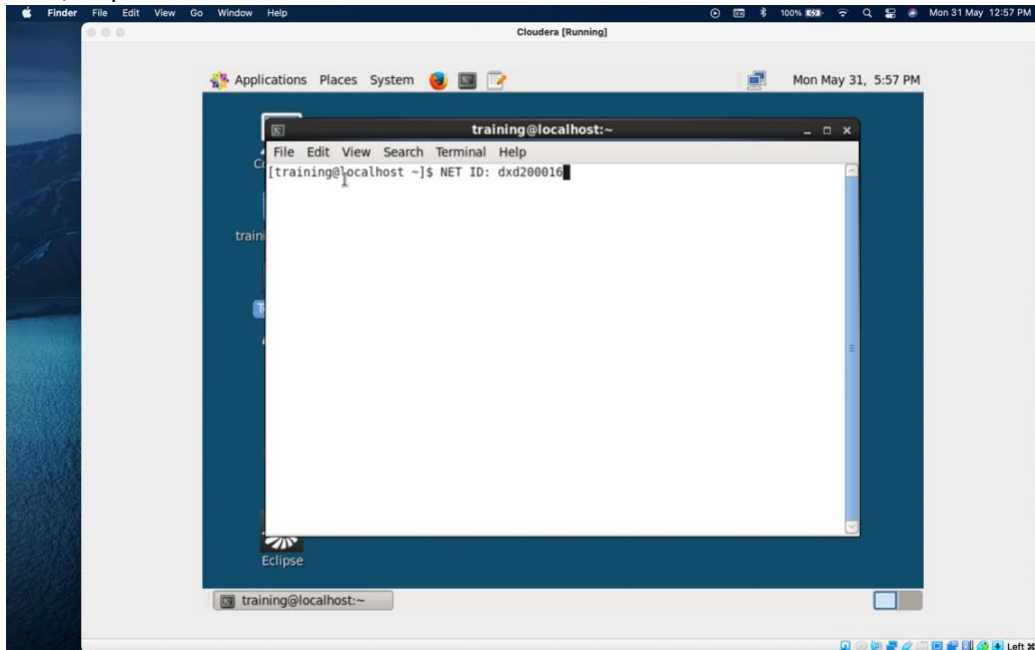 Finder File Edit View Go Window Help 100% Mon 31 May 12:57 PM
Cloudera [Running]
Applications Places System Mon May 31, 5:57 PM
training@localhost:~
File Edit View Search Terminal Help
[training@localhost ~]$ NET ID: dxd200016
traini
Eclipse
training@localhost:~
Left ⌘